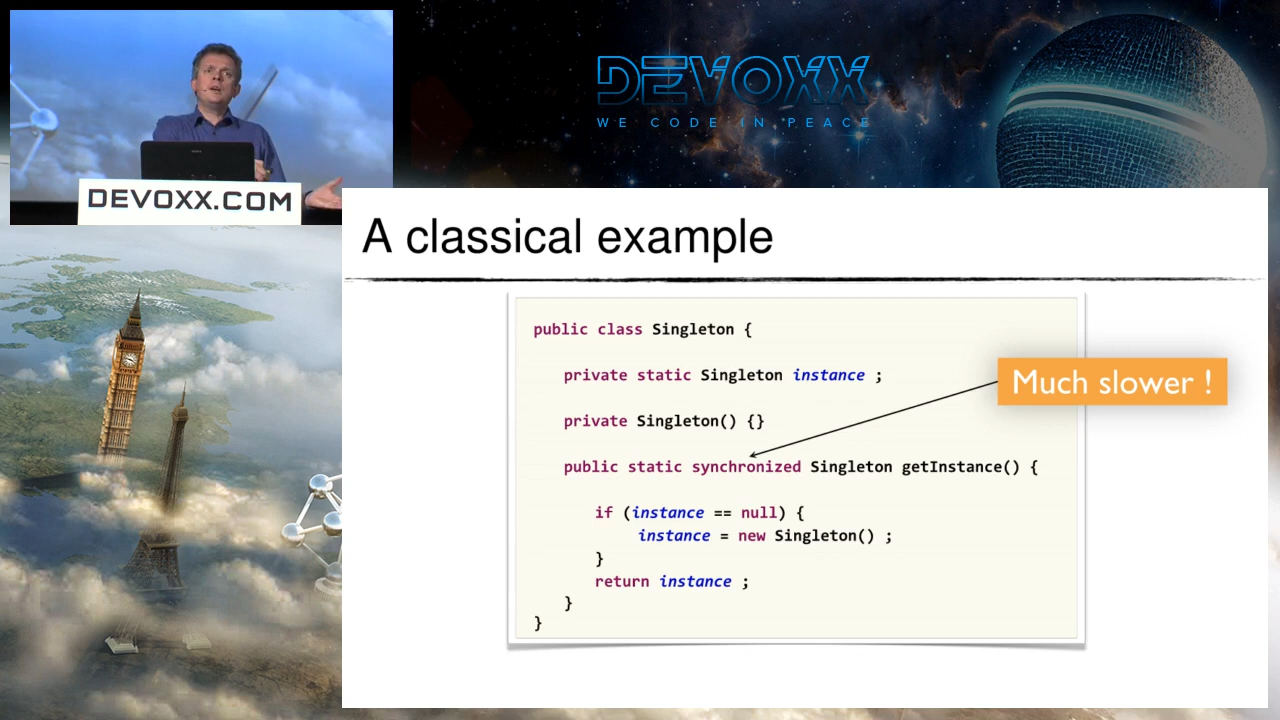 DEVOXX
WE CODE IN PEACE
DEVOXX.COM
A classical example
public class Singleton {
private static Singleton instance ;
Much slower !
private Singleton() {}
public static synchronized Singleton getInstance() {
if (instance == null) {
instance = new Singleton() ;
}
return instance ;
}
}